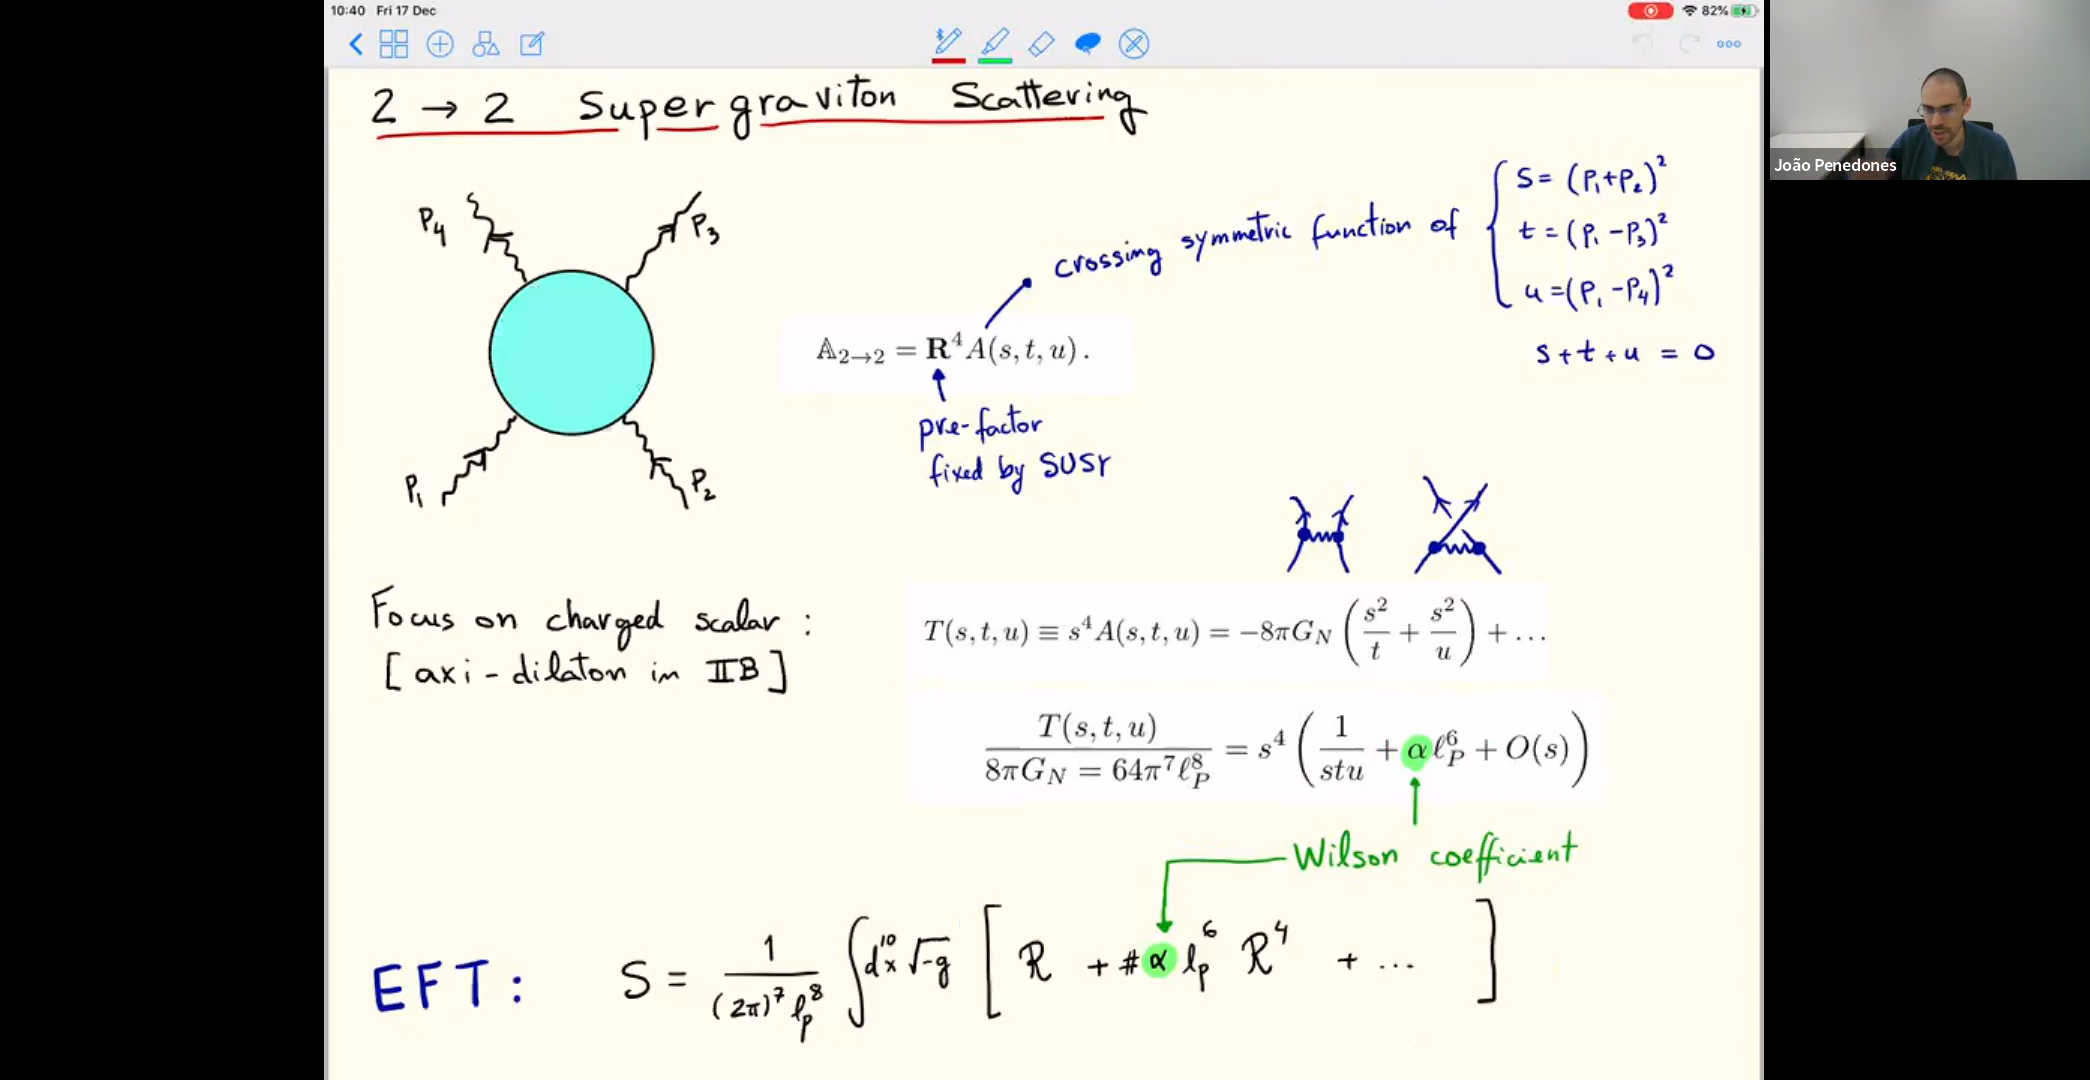 10:40 Fri 17 Dec
82%
2 → 2 Supergraviton Scattering
João Penedones
P4
P3
P1
P2
crossing symmetric function of
s = (P1+P2)²
t = (P1 - P3)²
u = (P1 - P4)²
s + t + u = 0
𝔸2→2 = R⁴A(s, t, u).
pre-factor
fixed by SUSY
Focus on charged scalar :
[ axi-dilaton in IIB ]
T(s, t, u) ≡ s⁴A(s, t, u) = −8πG_N (s²/t + s²/u) + ...
T(s, t, u) / 8πG_N = 64π⁷ℓ_P⁸ = s⁴ (1/stu + αℓ_P⁶ + O(s))
Wilson coefficient
EFT : S = 1/(2π)⁷ℓ_p⁸ ∫d¹⁰x √-g [ R + # α ℓ_p⁶ R⁴ + ... ]